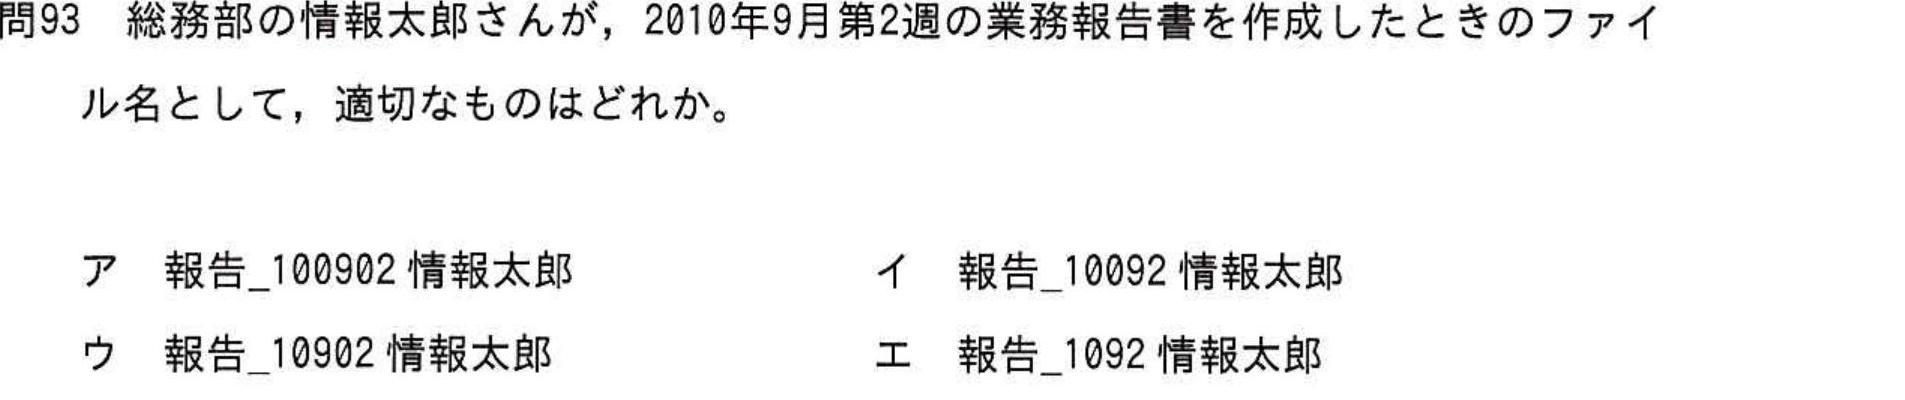 問93 総務部の情報太郎さんが，2010年9月第2週の業務報告書を作成したときのファイ
ル名として，適切なものはどれか。
ア 報告_100902情報太郎 イ 報告_10092情報太郎
ウ 報告_10902情報太郎 エ 報告_1092情報太郎